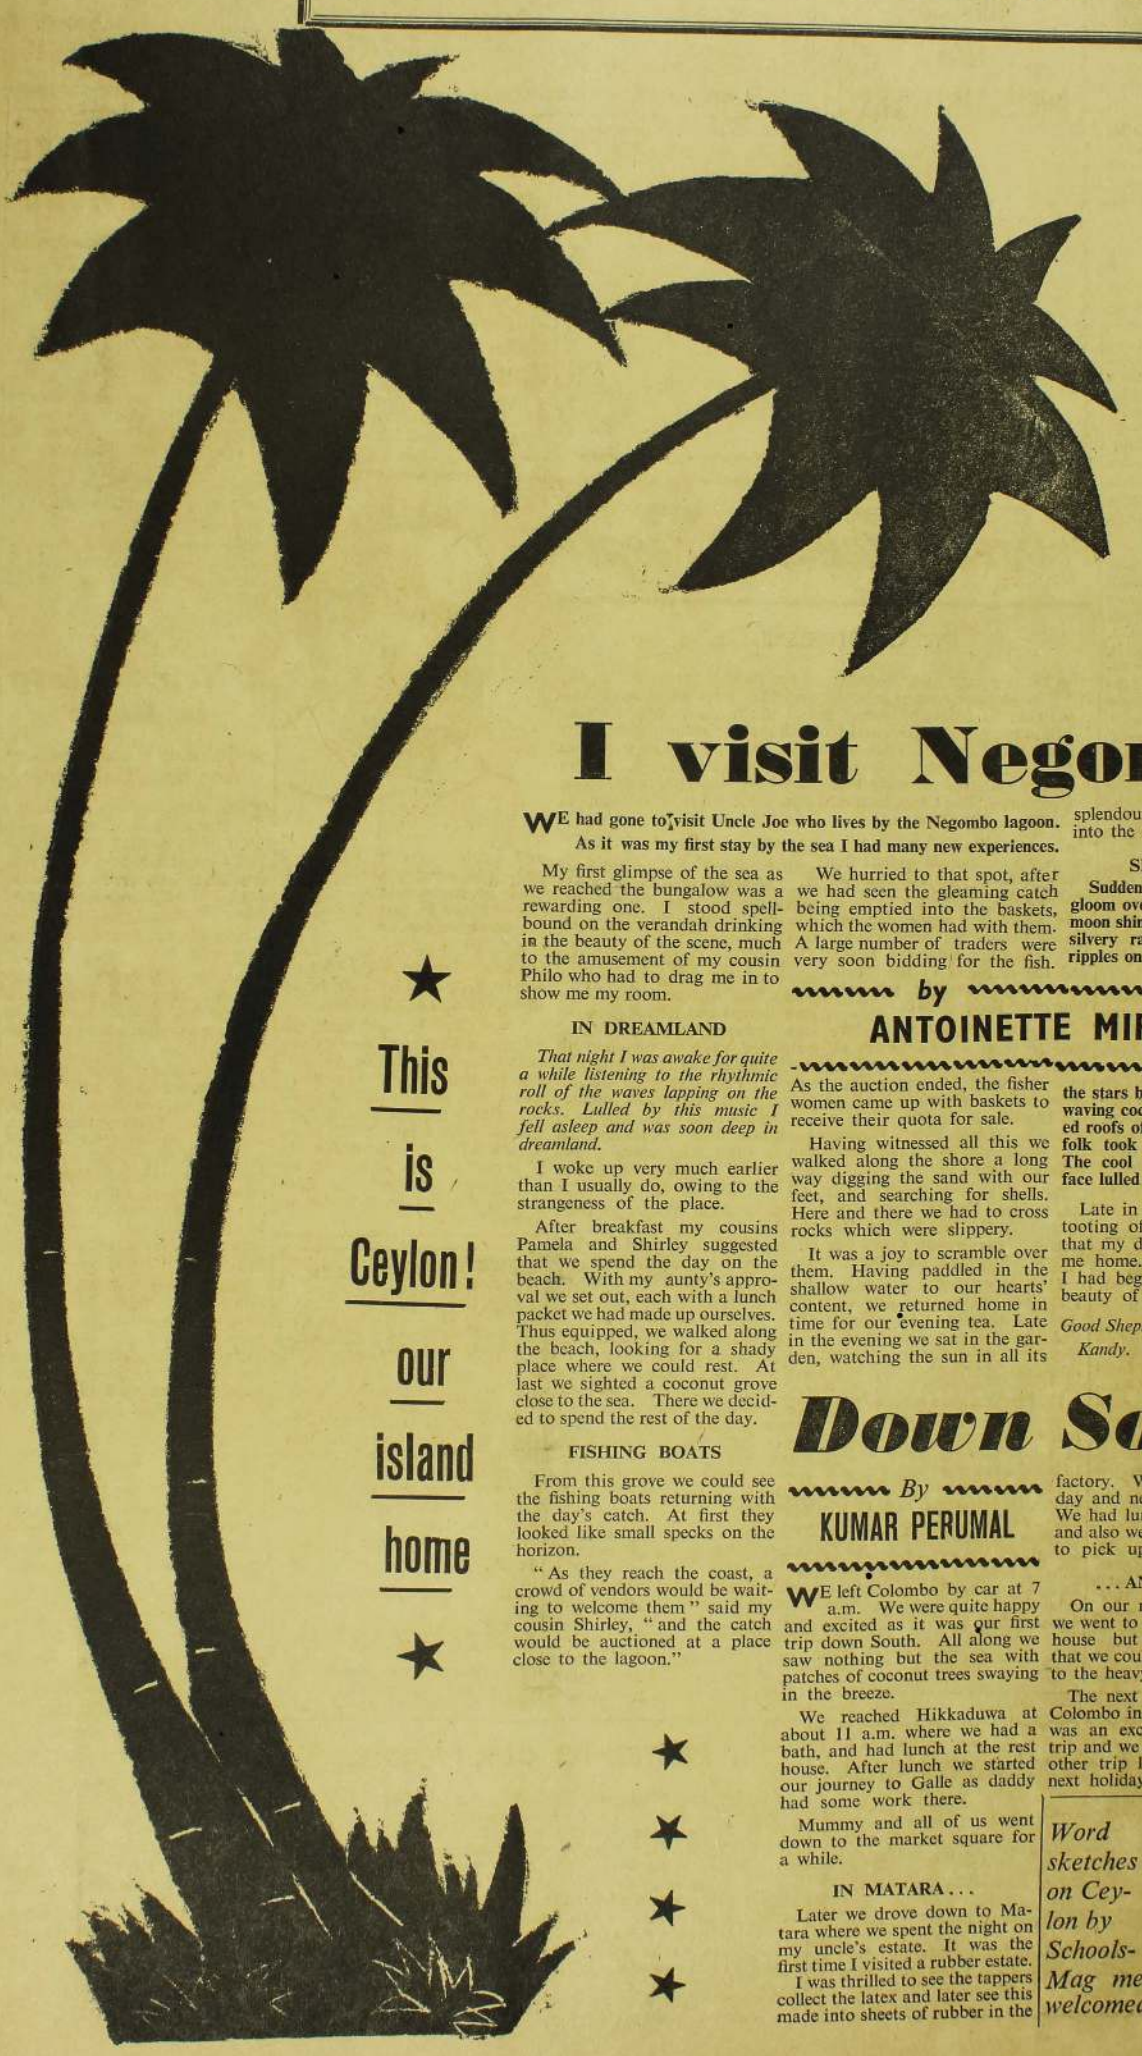 This
is
Ceylon!
our
island
home
I visit
WE had gone to visit Uncle Joe who lives by the Negombo lagoon.
As it was my first stay by the sea I had many new experiences.
My first glimpse of the sea as
we reached the bungalow was a
rewarding one. I stood spell-
bound on the verandah drinking
in the beauty of the scene, much
to the amusement of my cousin
Philo who had to drag me in to
show me my room.
IN DREAMLAND
That night I was awake for quite
a while listening to the rhythmic
roll of the waves lapping on the
rocks. Lulled by this music I
fell asleep and was soon deep in
dreamland.
I woke up very much earlier
than I usually do, owing to the
strangeness of the place.
After breakfast my cousins
Pamela and Shirley suggested
that we spend the day on the
beach. With my aunty's appro-
val we set out, each with a lunch
packet we had made up ourselves.
Thus equipped, we walked along
the beach, looking for a shady
place where we could rest. At
last we sighted a coconut grove
close to the sea. There we decid-
ed to spend the rest of the day.
FISHING BOATS
From this grove we could see
the fishing boats returning with
the day's catch. At first they
looked like small specks on the
horizon.
“As they reach the coast, a
crowd of vendors would be wait-
ing to welcome them” said my
cousin Shirley, “and the catch
would be auctioned at a place
close to the lagoon.”
We hurried to that spot, after
we had seen the gleaming catch
being emptied into the baskets,
which the women had with them.
A large number of traders were
very soon bidding for the fish.
by
ANTOINETTE
As the auction ended, the fisher
women came up with baskets to
receive their quota for sale.
Having witnessed all this we
walked along the shore a long
way digging the sand with our
feet, and searching for shells.
Here and there we had to cross
rocks which were slippery.
It was a joy to scramble over
them. Having paddled in the
shallow water to our hearts'
content, we returned home in
time for our evening tea. Late
in the evening we sat in the gar-
den, watching the sun in all its
into the
gloom
moon
silvery
ripples on
the stars
waving
ed roofs
folk took
The cool
face lulled
Late in
tooting
that my
me home.
I had
beauty of
Good
Kandy.
Down
By
KUMAR PERUMAL
WE left Colombo by car at 7
a.m. We were quite happy
and excited as it was our first
trip down South. All along we
saw nothing but the sea with
patches of coconut trees swaying
in the breeze.
We reached Hikkaduwa at
about 11 a.m. where we had a
bath, and had lunch at the rest
house. After lunch we started
our journey to Galle as daddy
had some work there.
Mummy and all of us went
down to the market square for
a while.
IN MATARA...
Later we drove down to Ma-
tara where we spent the night on
my uncle's estate. It was the
first time I visited a rubber estate.
I was thrilled to see the tappers
collect the latex and later see this
made into sheets of rubber in the
factory.
day and
We had
and also
to pick
On our
we went to
house but
that we
to the
The next
Colombo in
was an
trip and we
other trip
next
Word
sketches
on Cey-
lon by
Schools-
Mag